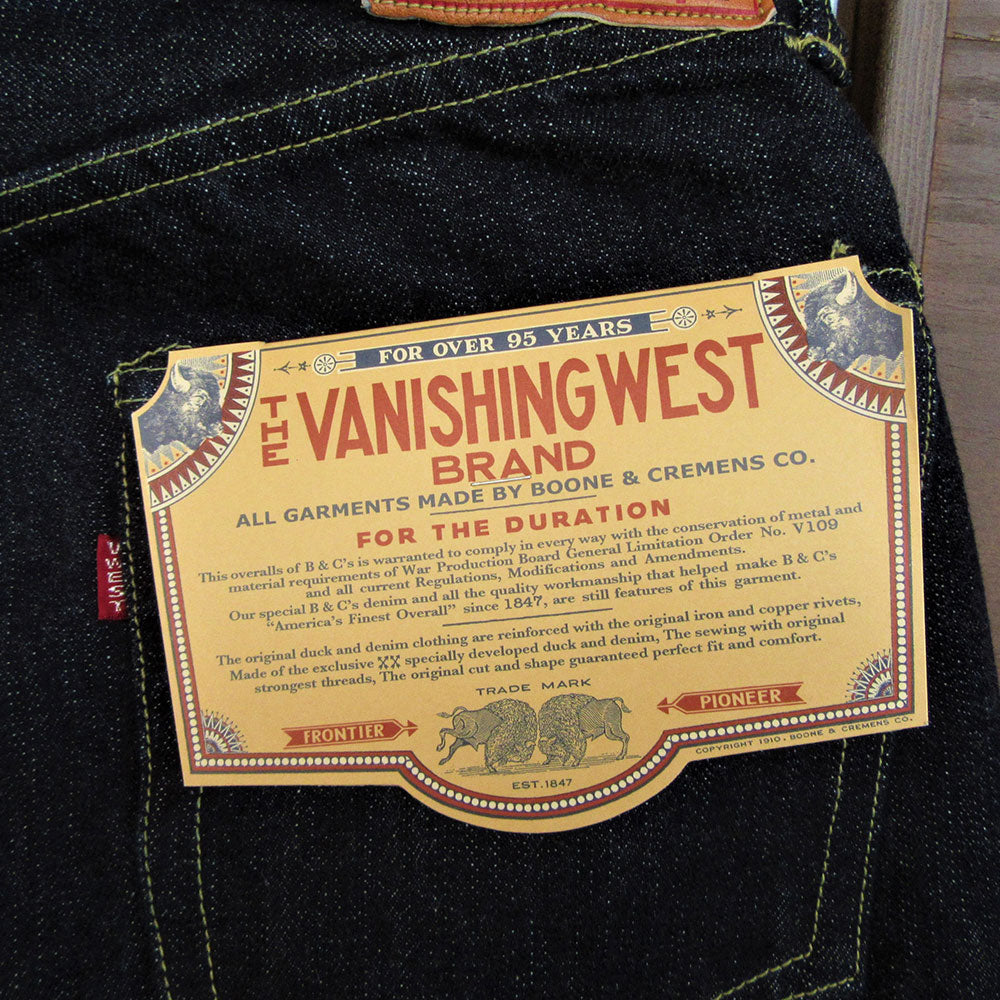 FOR OVER 95 YEARS
THE VANISHING WEST
BRAND
ALL GARMENTS MADE BY BOONE & CREMENS CO.
FOR THE DURATION
This overalls of B & C's is warranted to comply in every way with the conservation of metal and
material requirements of War Production Board General Limitation Order No. V109
and all current Regulations, Modifications and Amendments.
Our special B & C's denim and all the quality workmanship that helped make B & C's
"America's Finest Overall" since 1847, are still features of this garment.
The original duck and denim clothing are reinforced with the original iron and copper rivets,
Made of the exclusive XX specially developed duck and denim, The sewing with original
strongest threads, The original cut and shape guaranteed perfect fit and comfort.
TRADE MARK
FRONTIER
PIONEER
EST.1847
COPYRIGHT 1910. BOONE & CREMENS CO.
VWEST